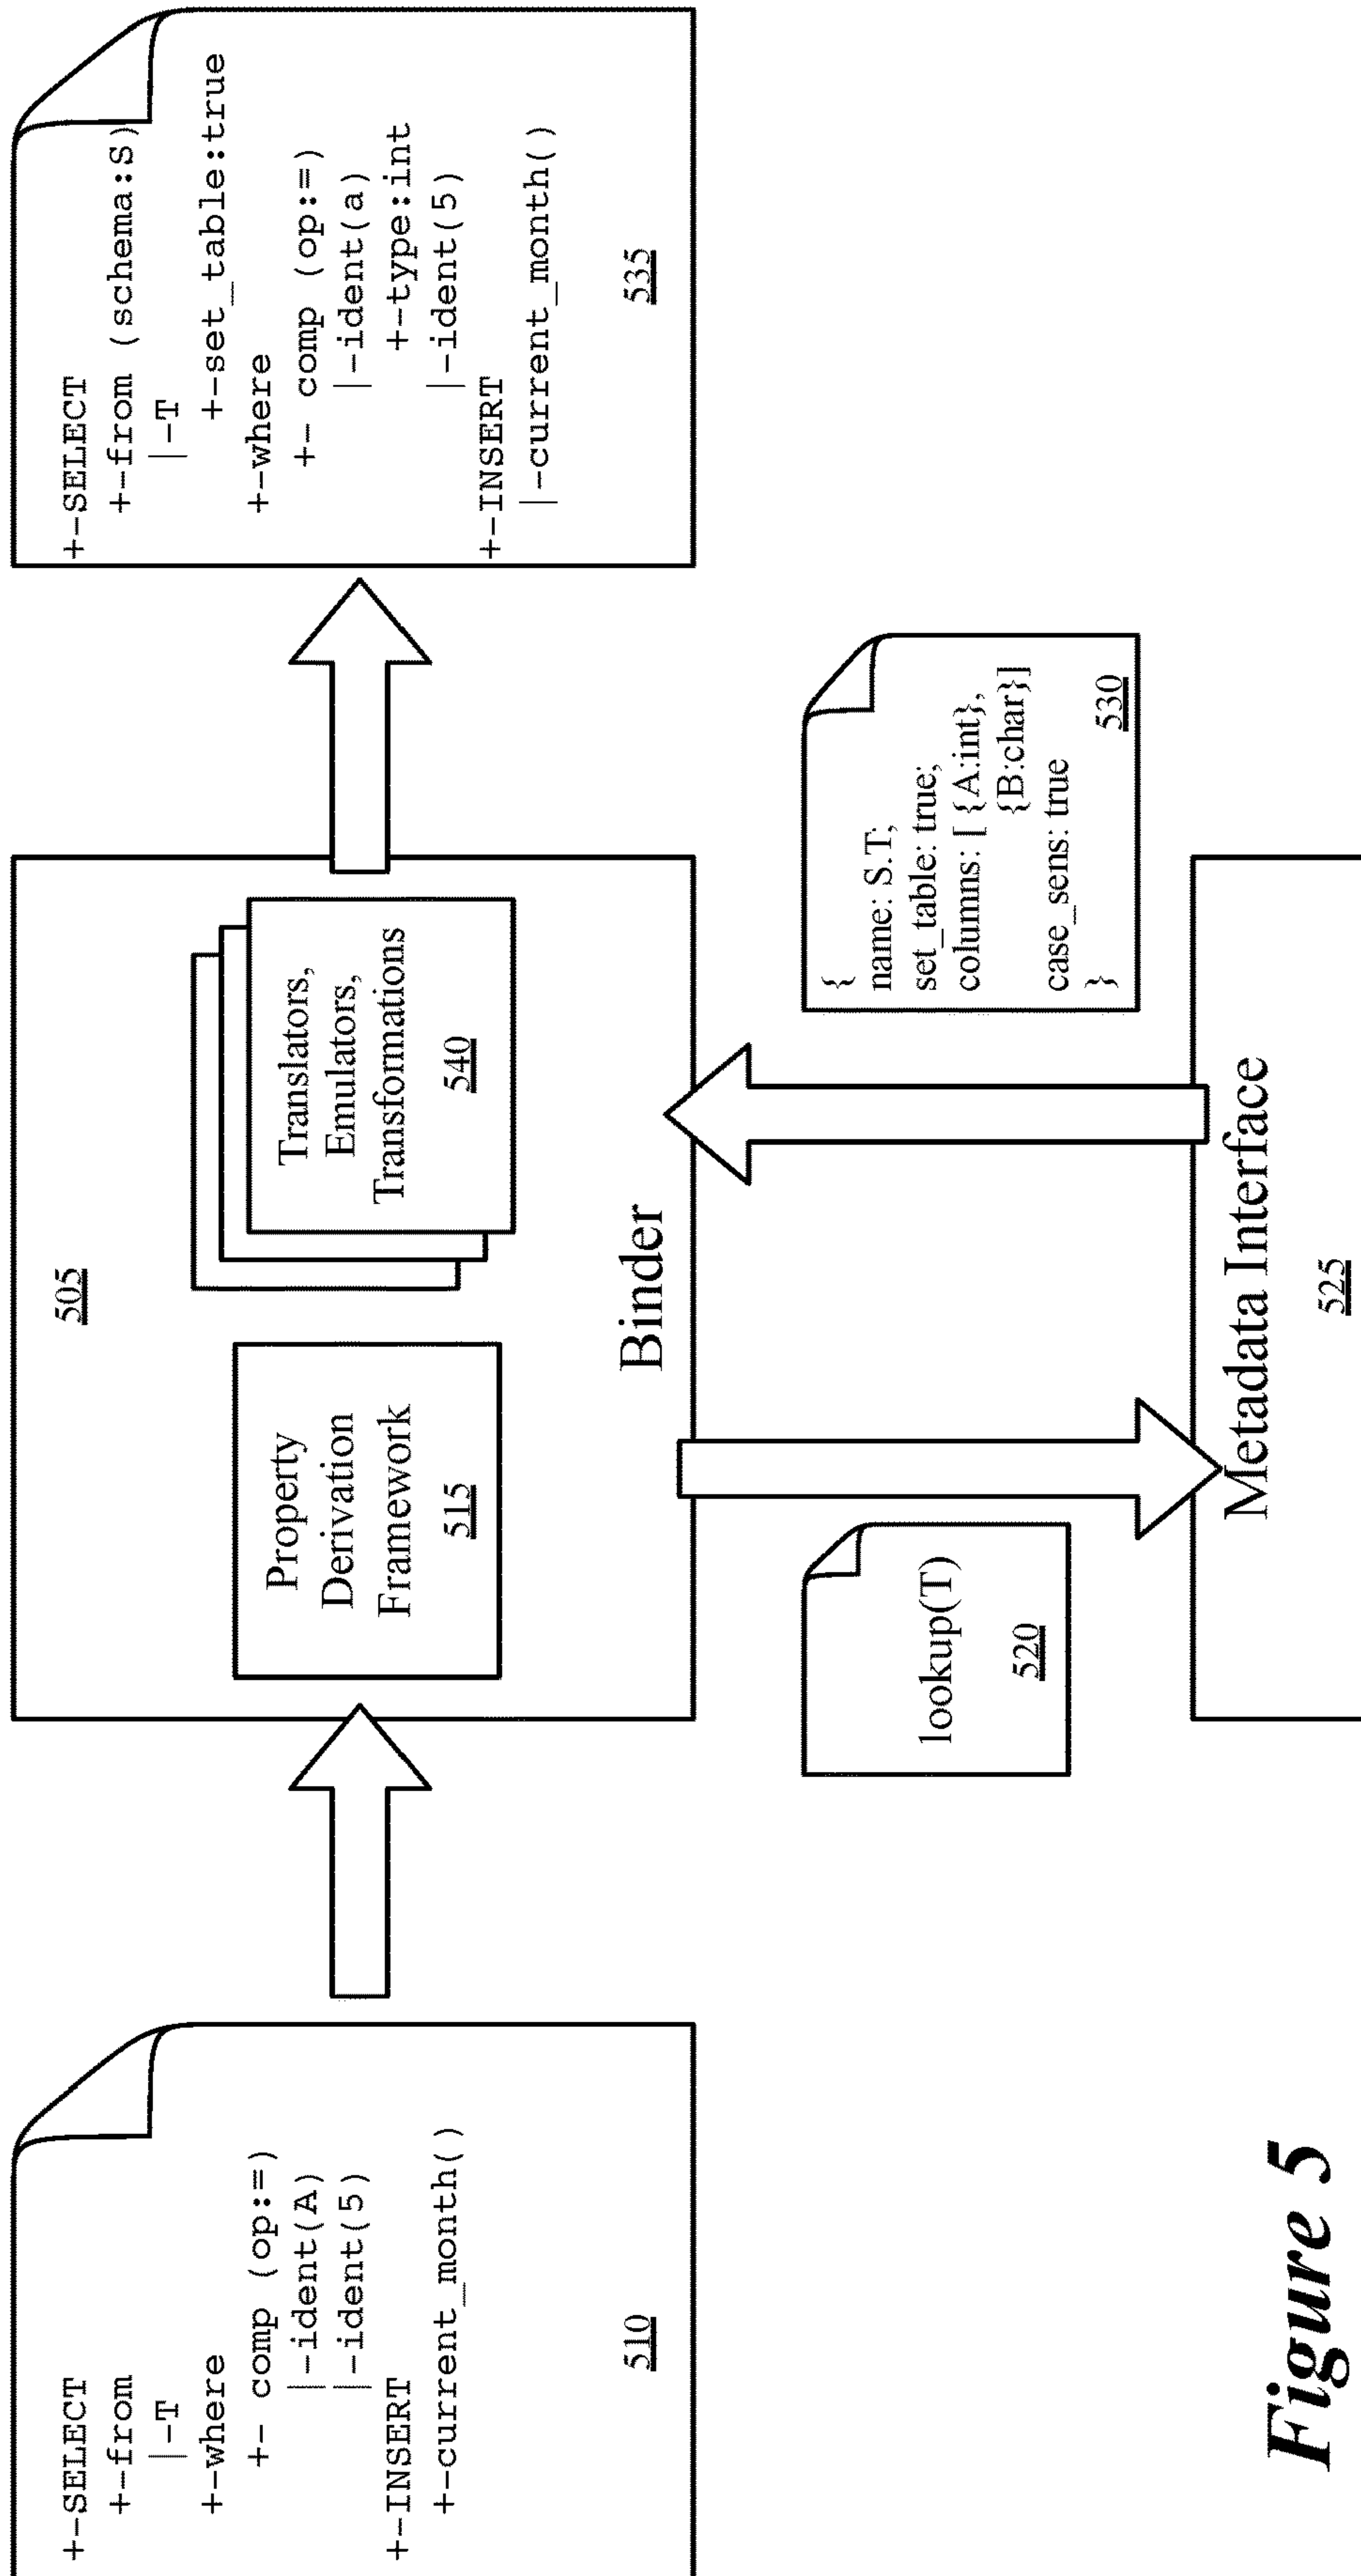 +-SELECT
+-from
|-T
+-where
+- comp (op:=)
|-ident(A)
|-ident(5)
+-INSERT
+-current_month()
510
505
Property
Derivation
Framework
515
Translators,
Emulators,
Transformations
540
Binder
+-SELECT
+-from (schema:S)
|-T
+-set_table:true
+-where
+- comp (op:=)
|-ident(a)
+-type:int
|-ident(5)
+-INSERT
|-current_month()
535
lookup(T)
520
{
name: S.T;
set_table: true;
columns: [ {A:int},
{B:char}]
case_sens: true
}
530
Metadata Interface
525
Figure 5